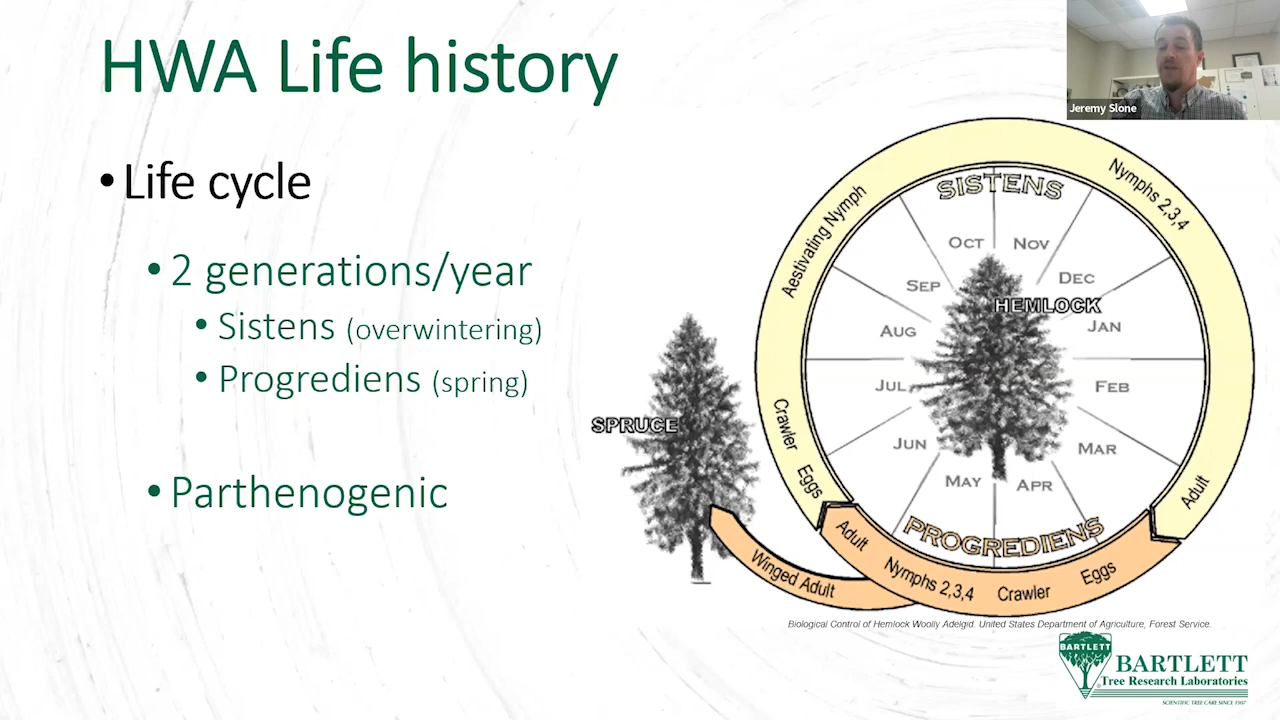 HWA Life history
Jeremy Slone
• Life cycle
• 2 generations/year
• Sistens (overwintering)
• Progrediens (spring)
• Parthenogenic
SISTENS
Aestivating Nymph
Nymphs 2,3,4
Adult
Crawler
Eggs
OCT
NOV
SEP
DEC
HEMLOCK
AUG
JAN
JUL
FEB
JUN
MAR
MAY
APR
SPRUCE
PROGREDIENS
Adult
Nymphs 2,3,4
Crawler
Eggs
Winged Adult
Biological Control of Hemlock Woolly Adelgid. United States Department of Agriculture, Forest Service.
BARTLETT
BARTLETT
Tree Research Laboratories
SCIENTIFIC TREE CARE SINCE 1907